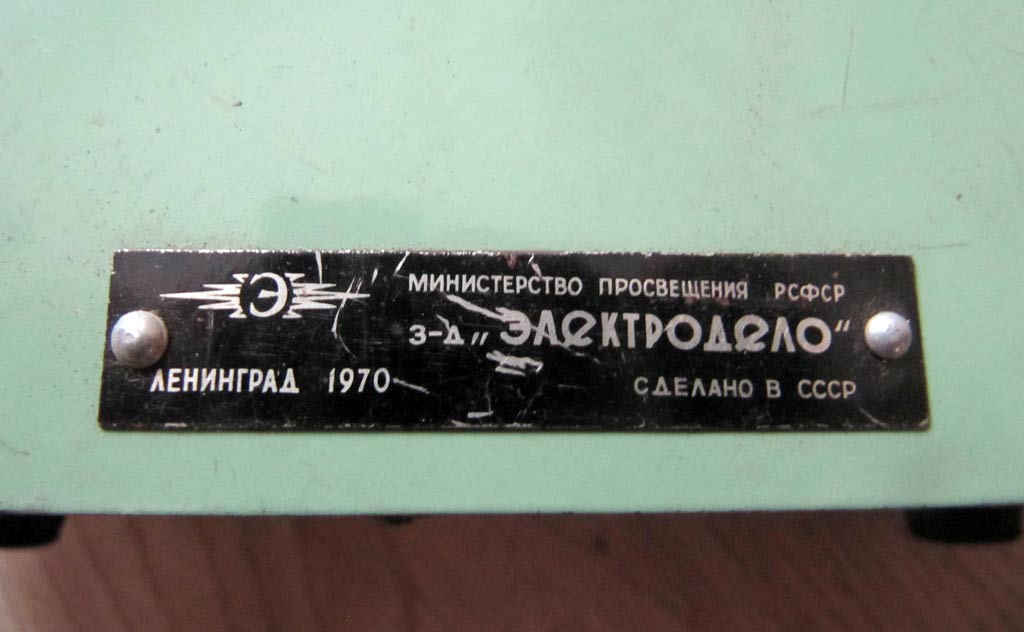 Э
МИНИСТЕРСТВО ПРОСВЕЩЕНИЯ РСФСР
З-Д „ЭЛЕКТРОДЕЛО“
ЛЕНИНГРАД 1970
СДЕЛАНО В СССР